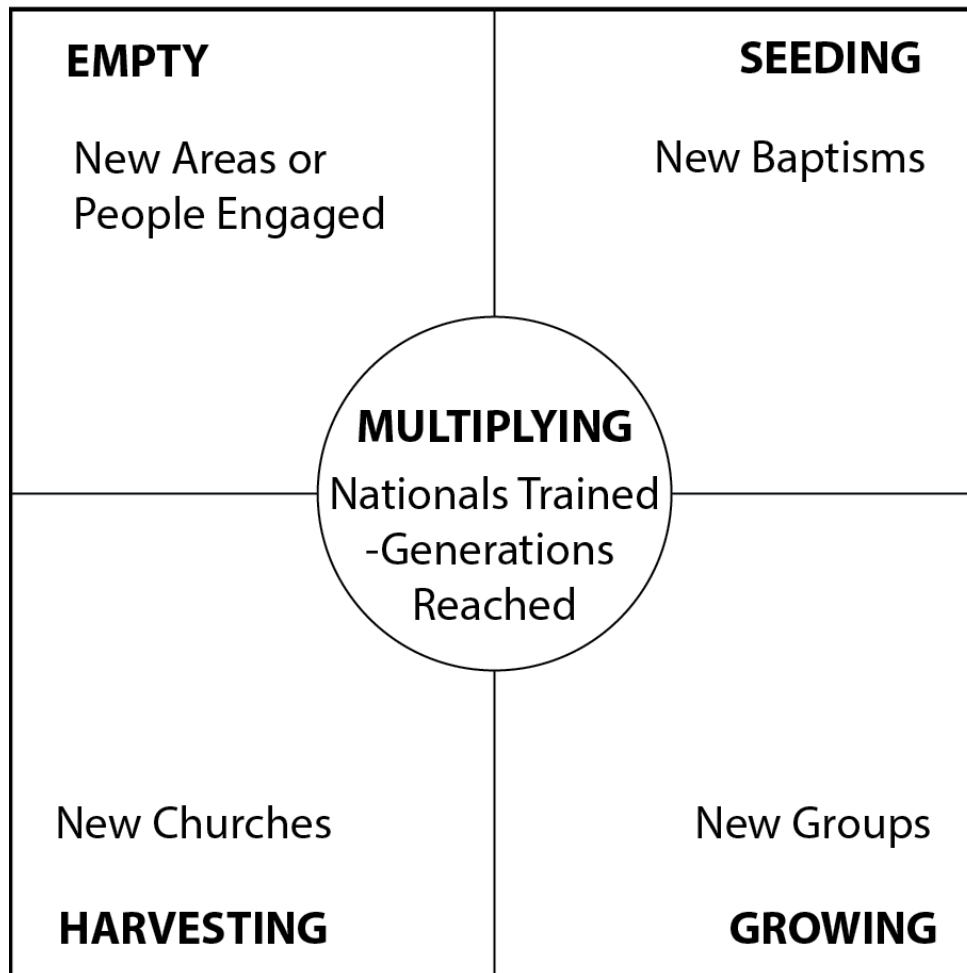 EMPTY
New Areas or
People Engaged
SEEDING
New Baptisms
MULTIPLYING
Nationals Trained
-Generations
Reached
New Churches
HARVESTING
New Groups
GROWING